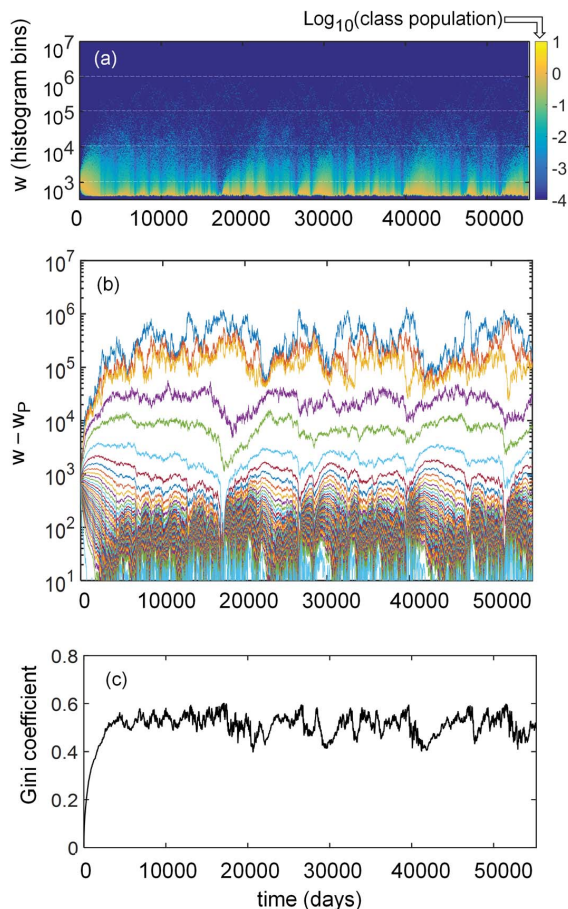 Log10(class population)
(a)
w (histogram bins)
10^7
10^6
10^5
10^4
10^3
0 10000 20000 30000 40000 50000
1
0
-1
-2
-3
-4
(b)
w – wP
10^7
10^6
10^5
10^4
10^3
10^2
10^1
0 10000 20000 30000 40000 50000
(c)
Gini coefficient
0.8
0.6
0.4
0.2
0
0 10000 20000 30000 40000 50000
time (days)